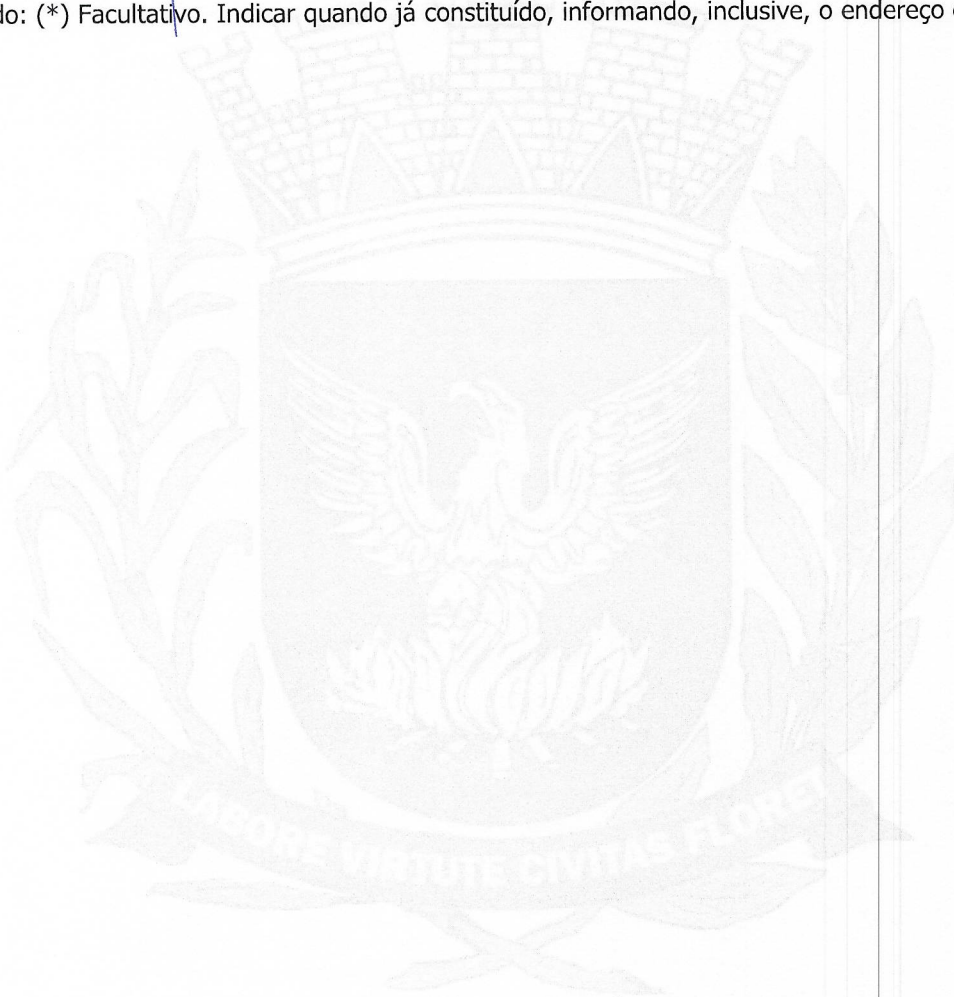 do: (*) Facultativo. Indicar quando já constituído, informando, inclusive, o endereço
LABORE VIRTUTE CIVITAS FLORET